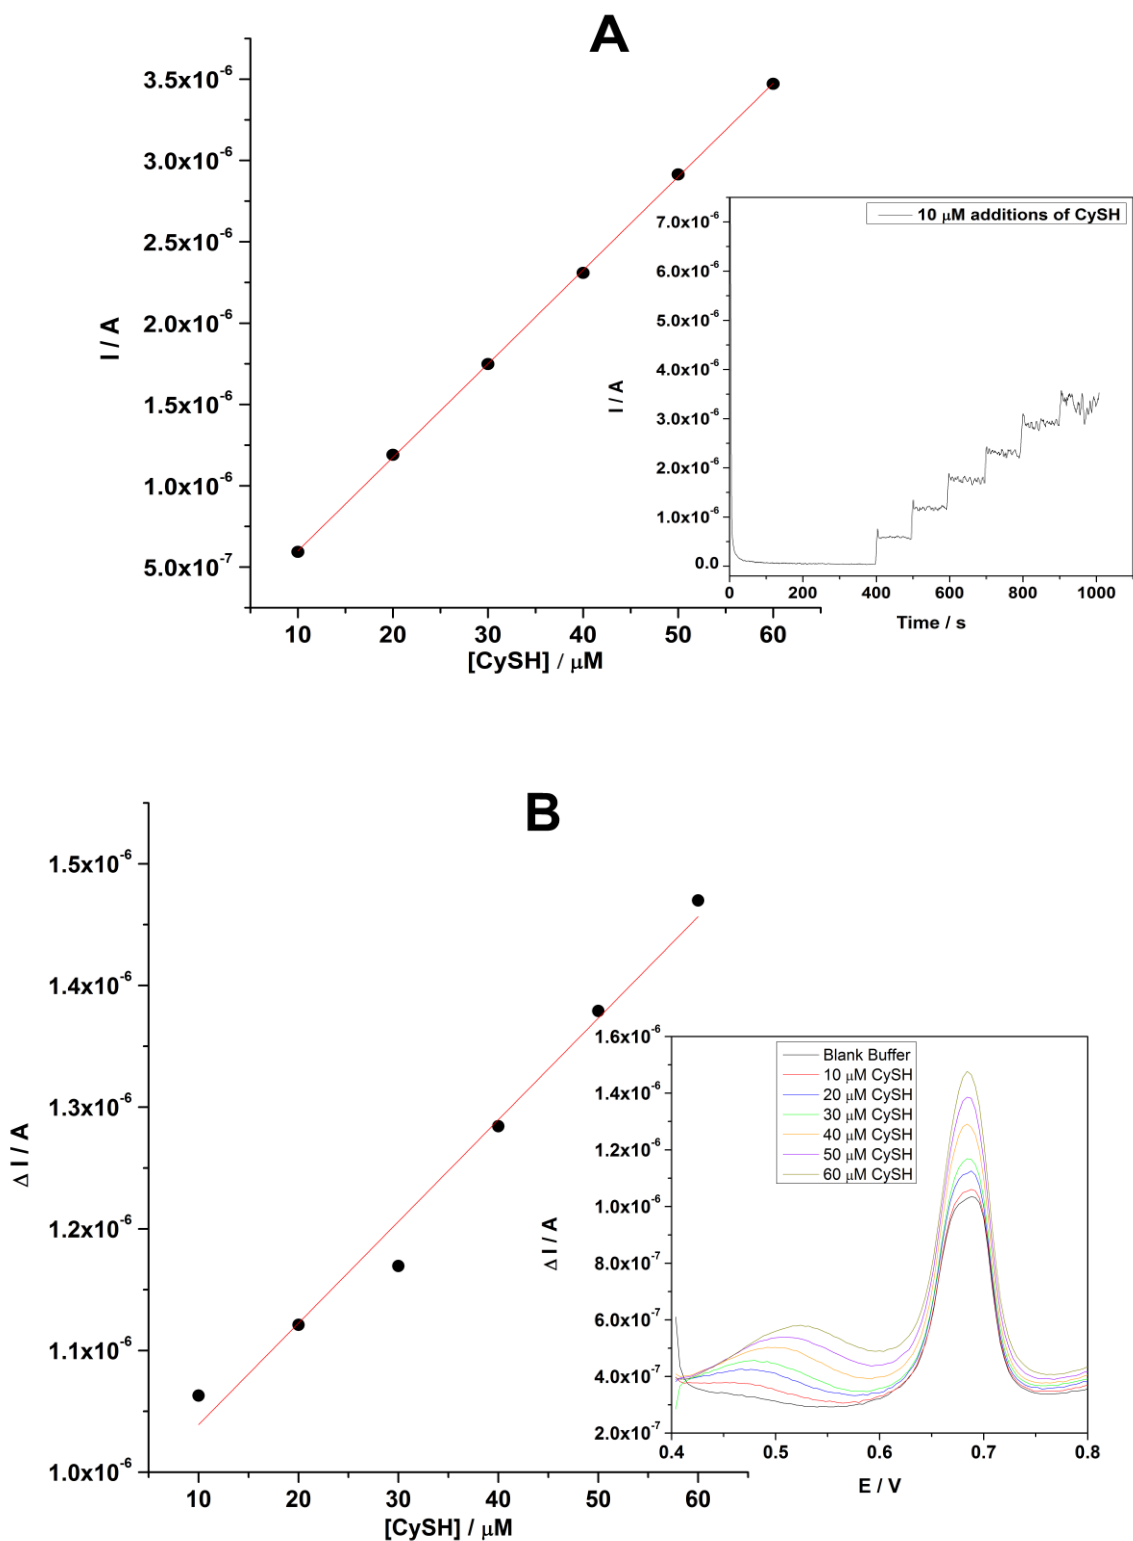 A
3.5x10⁻⁶
3.0x10⁻⁶
2.5x10⁻⁶
2.0x10⁻⁶
1.5x10⁻⁶
1.0x10⁻⁶
5.0x10⁻⁷
I / A
10 20 30 40 50 60
[CySH] / μM
10 μM additions of CySH
7.0x10⁻⁶
6.0x10⁻⁶
5.0x10⁻⁶
4.0x10⁻⁶
3.0x10⁻⁶
2.0x10⁻⁶
1.0x10⁻⁶
0.0
I / A
0 200 400 600 800 1000
Time / s
B
1.5x10⁻⁶
1.4x10⁻⁶
1.3x10⁻⁶
1.2x10⁻⁶
1.1x10⁻⁶
1.0x10⁻⁶
Δ I / A
10 20 30 40 50 60
[CySH] / μM
Blank Buffer
10 μM CySH
20 μM CySH
30 μM CySH
40 μM CySH
50 μM CySH
60 μM CySH
1.6x10⁻⁶
1.4x10⁻⁶
1.2x10⁻⁶
1.0x10⁻⁶
8.0x10⁻⁷
6.0x10⁻⁷
4.0x10⁻⁷
2.0x10⁻⁷
Δ I / A
0.4 0.5 0.6 0.7 0.8
E / V